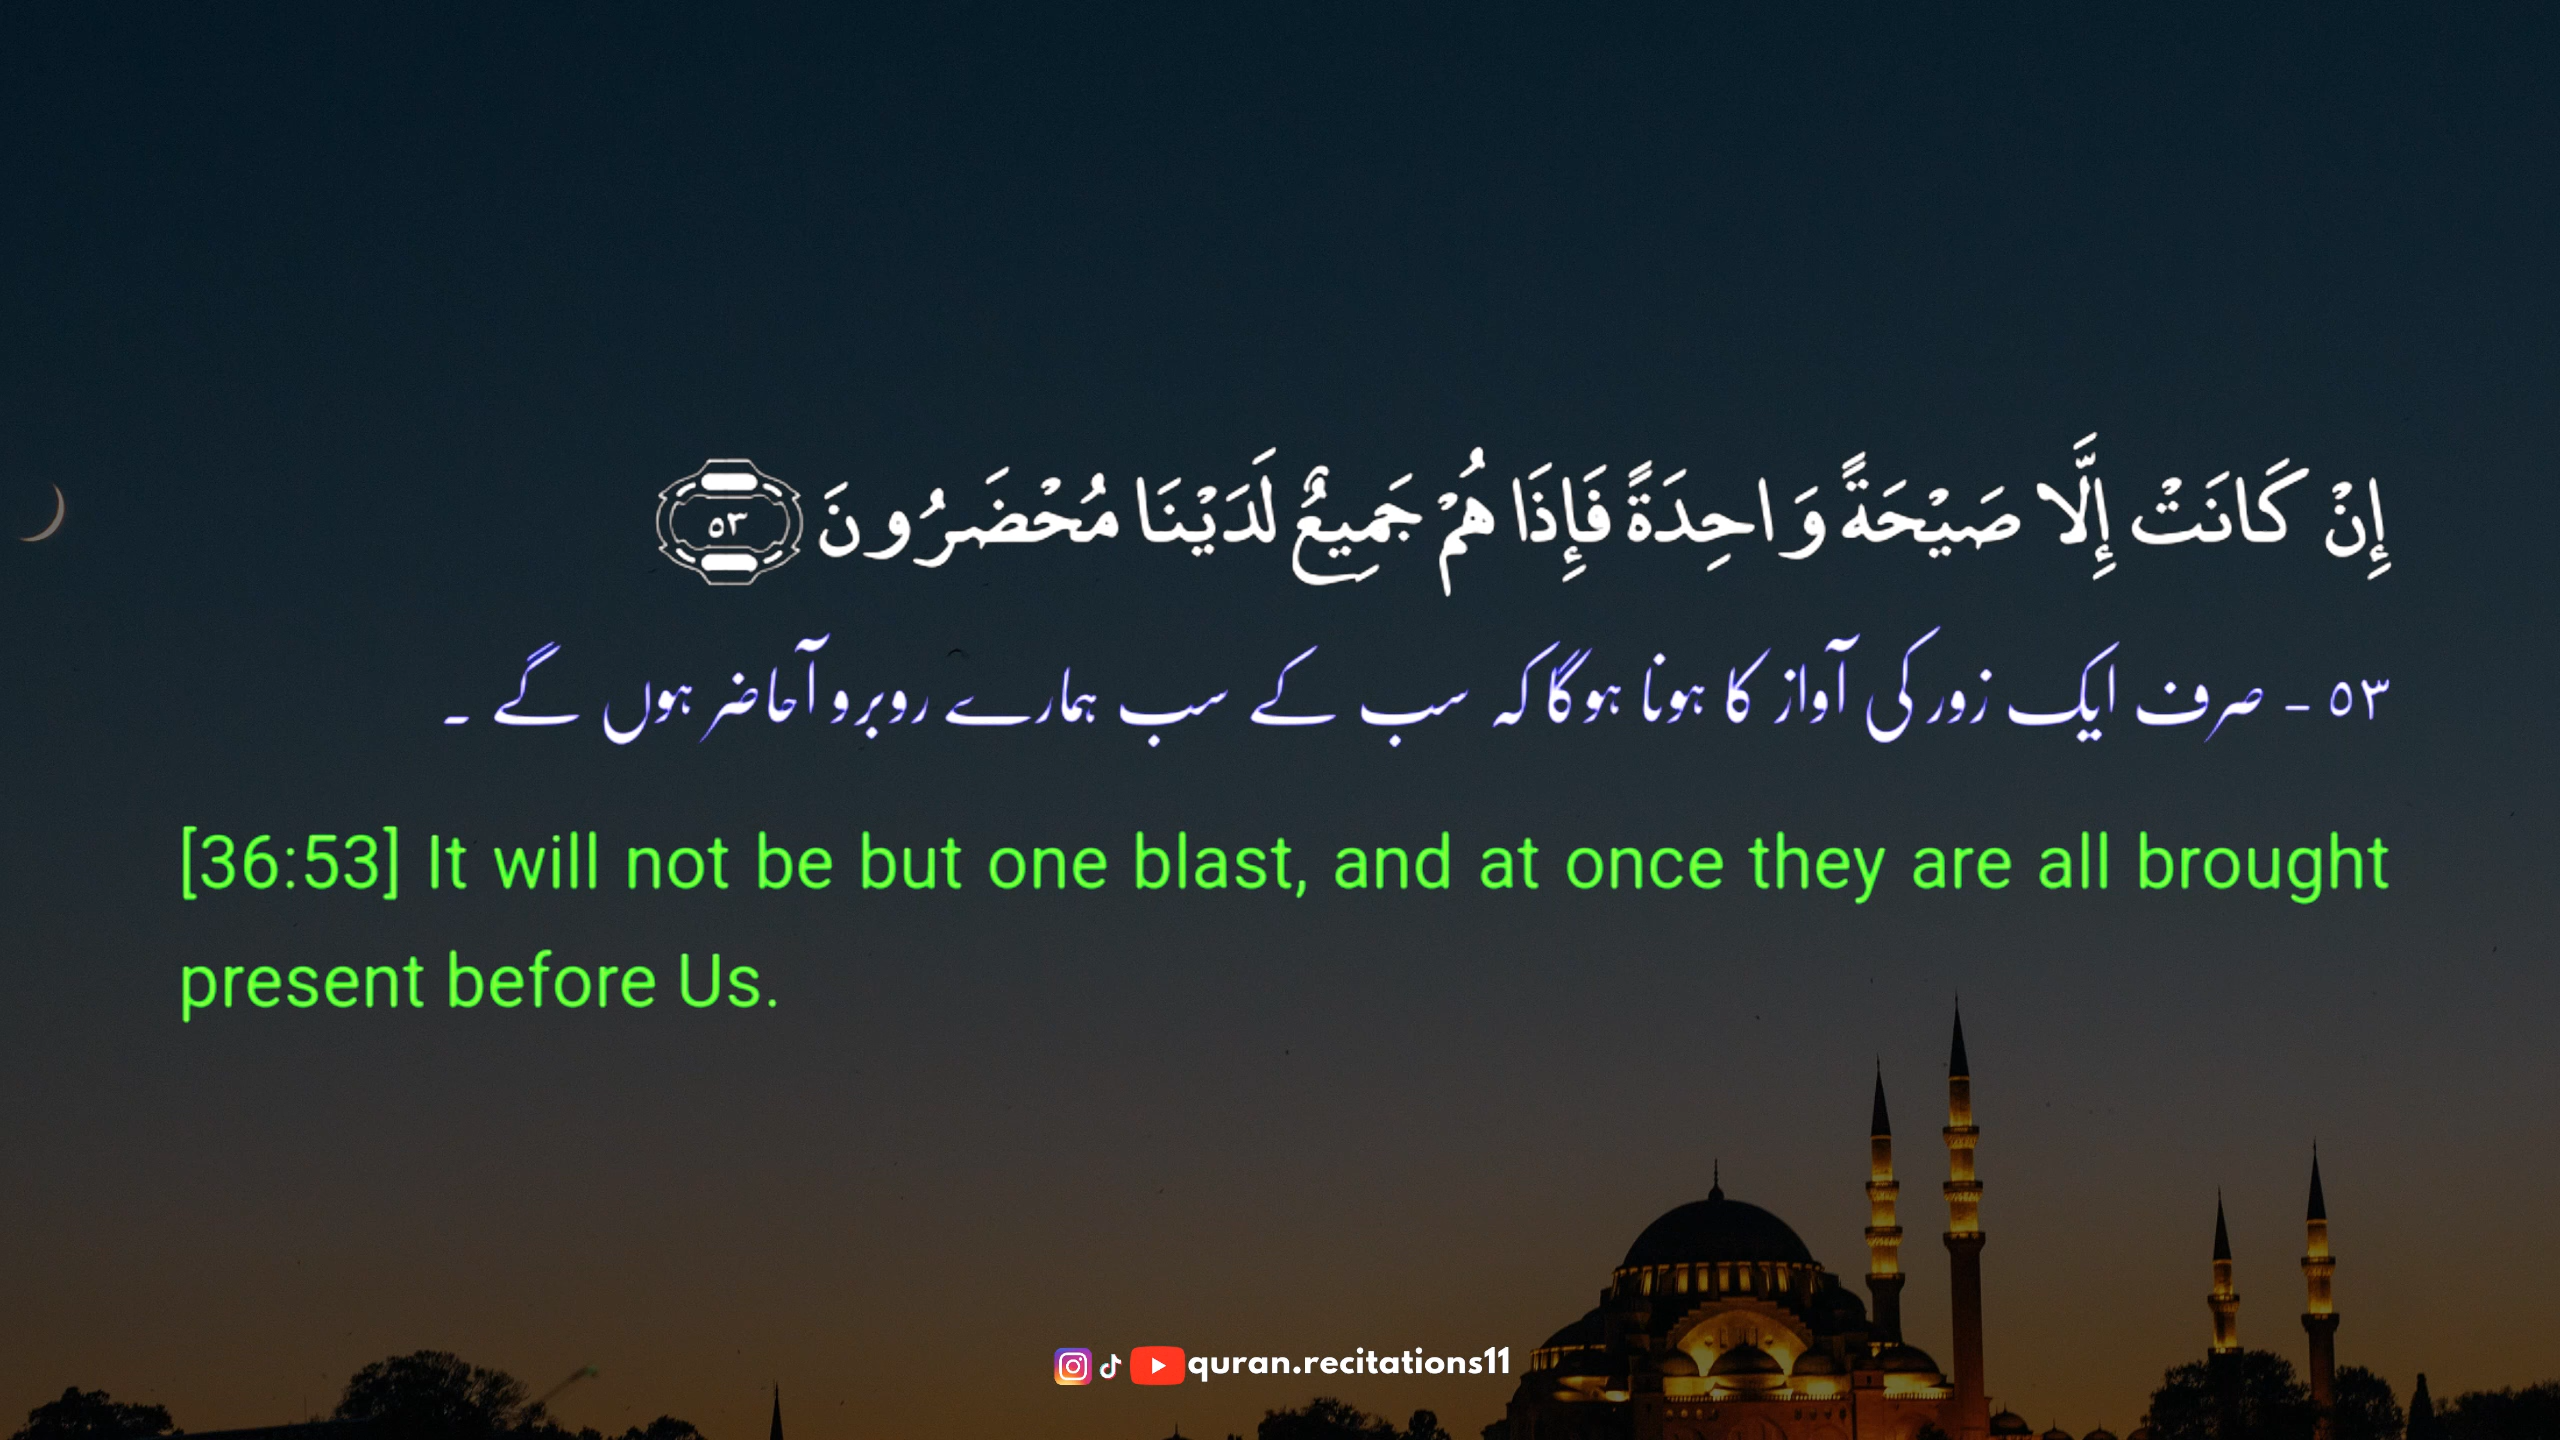 إِنْ كَانَتْ إِلَّا صَيْحَةً وَاحِدَةً فَإِذَا هُمْ جَمِيعٌ لَدَيْنَا مُحْضَرُونَ ٥٣
٥٣ - صرف ایک زور کی آواز کا ہونا ہوگا کہ سب کے سب ہمارے روبرو آحاضر ہوں گے ۔
[36:53] It will not be but one blast, and at once they are all brought
present before Us.
quran.recitations11